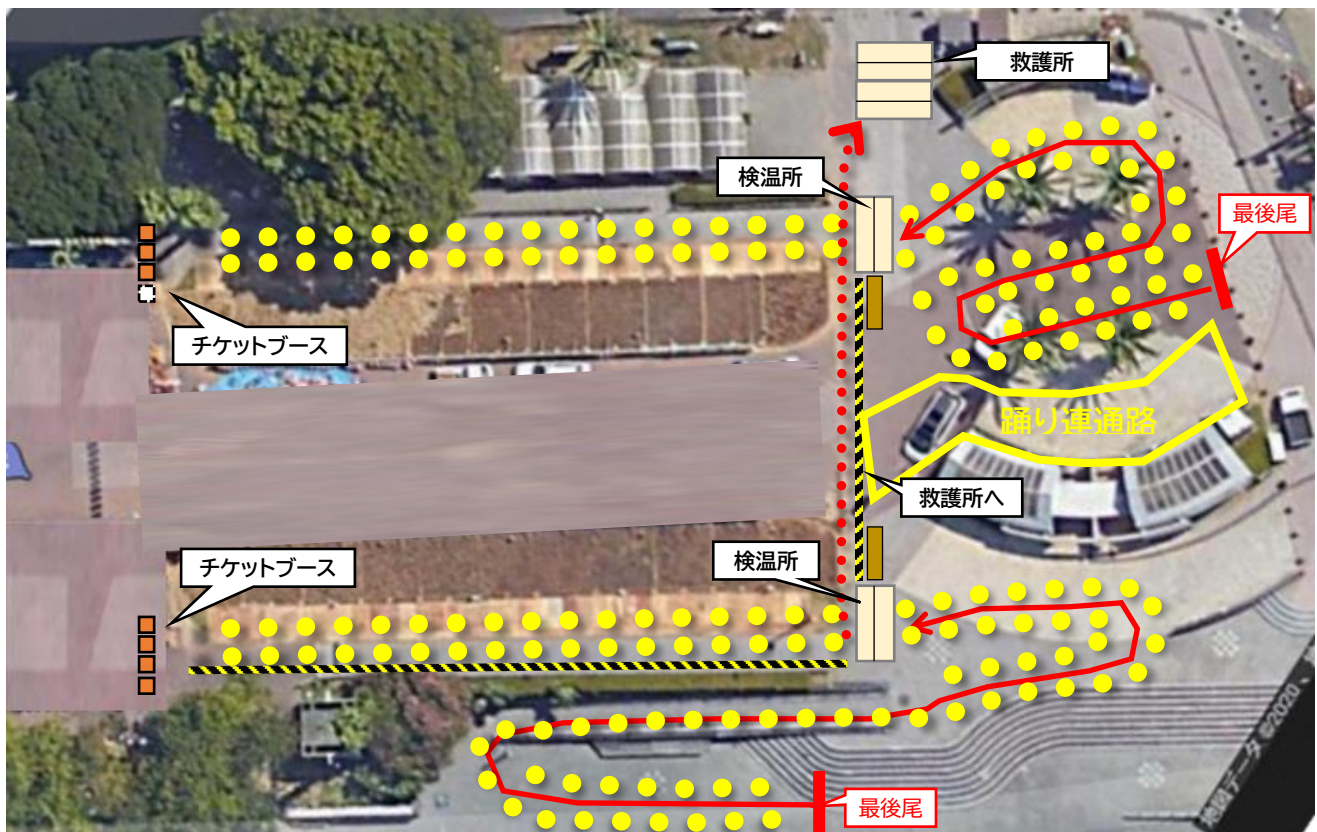 救護所
検温所
最後尾
チケットブース
踊り連通路
救護所へ
チケットブース
検温所
最後尾
地図データ ©2020、